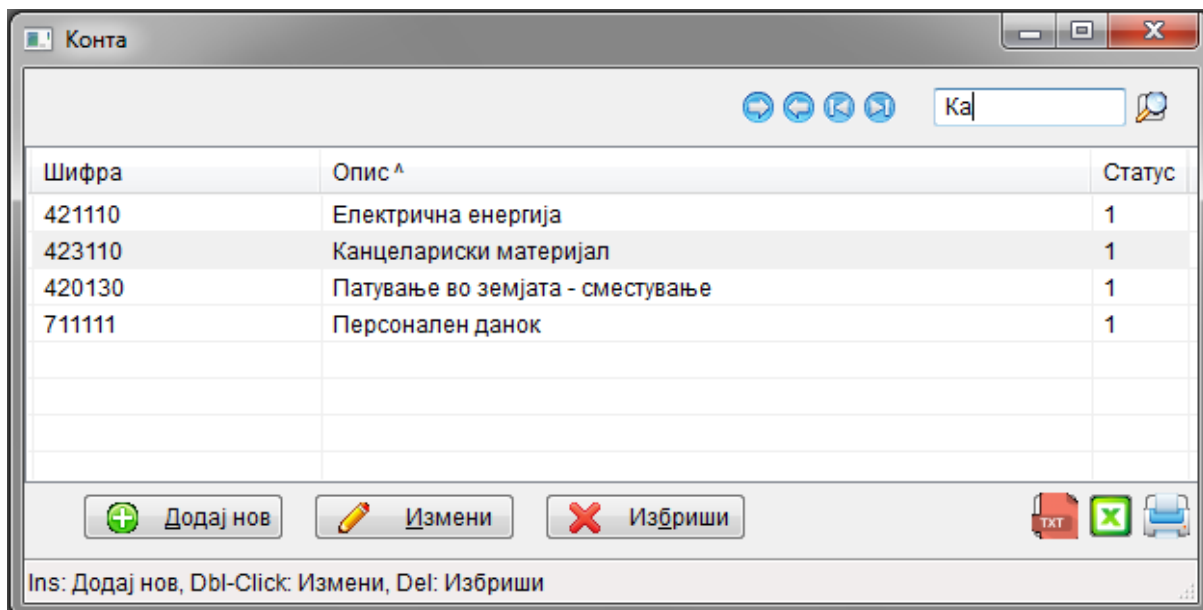 Конта
Ка
Шифра Опис ^ Статус
421110 Електрична енергија 1
423110 Канцелариски материјал 1
420130 Патување во земјата - сместување 1
711111 Персонален данок 1
Додај нов Измени Избриши TXT X
Ins: Додај нов, Dbl-Click: Измени, Del: Избриши